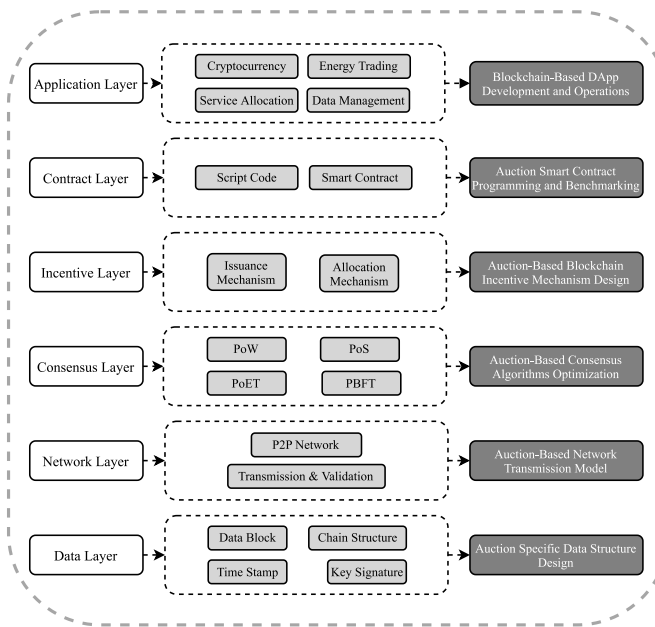 Application Layer
Cryptocurrency
Energy Trading
Service Allocation
Data Management
Blockchain-Based DApp
Development and Operations
Contract Layer
Script Code
Smart Contract
Auction Smart Contract
Programming and Benchmarking
Incentive Layer
Issuance
Mechanism
Allocation
Mechanism
Auction-Based Blockchain
Incentive Mechanism Design
Consensus Layer
PoW
PoS
PoET
PBFT
Auction-Based Consensus
Algorithms Optimization
Network Layer
P2P Network
Transmission & Validation
Auction-Based Network
Transmission Model
Data Layer
Data Block
Chain Structure
Time Stamp
Key Signature
Auction Specific Data Structure
Design